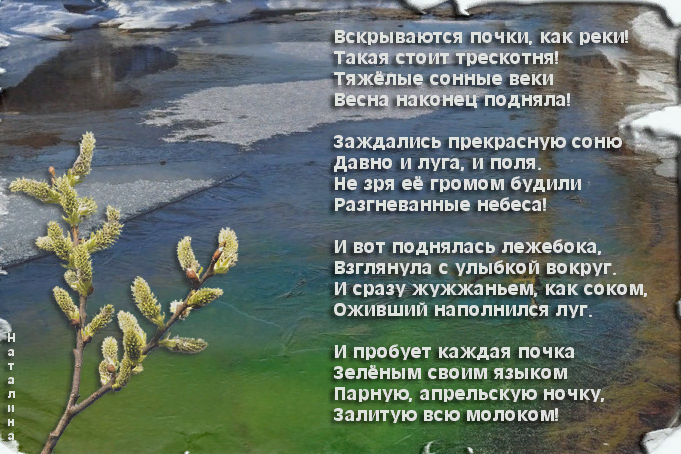 Вскрываются почки, как реки!
Такая стоит трескотня!
Тяжёлые сонные веки
Весна наконец подняла!

Заждались прекрасную соню
Давно и луга, и поля.
Не зря её громом будили
Разгневанные небеса!

И вот поднялась лежебока,
Взглянула с улыбкой вокруг.
И сразу жужжаньем, как соком,
Оживший наполнился луг.

И пробует каждая почка
Зелёным своим языком
Парную, апрельскую ночку,
Залитую всю молоком!

Наталина